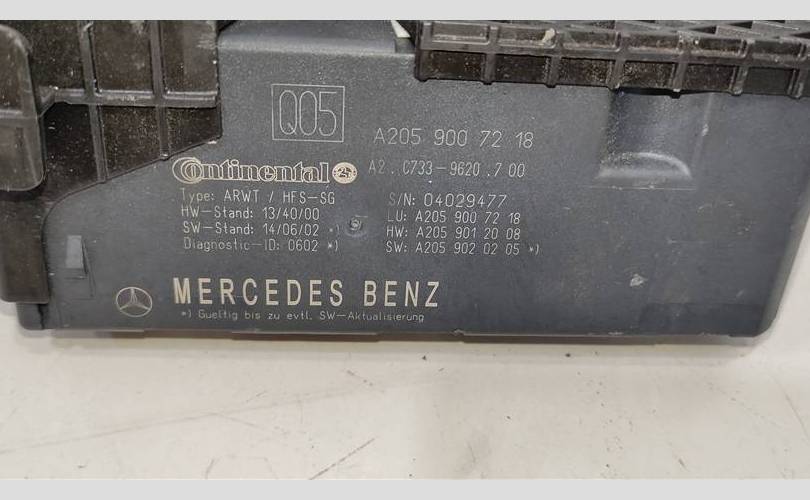 Q05
A205 900 72 18
Continental
A2. C733-9620.7 00
Type: ARWT / HFS-SG
HW-Stand: 13/40/00
SW-Stand: 14/06/02 *)
Diagnostic-ID: 0602 *)
S/N: 04029477
LU: A205 900 72 18
HW: A205 901 20 08
SW: A205 902 02 05 *)
MERCEDES BENZ
*) Gueltig bis zu evtl. SW-Aktualisierung